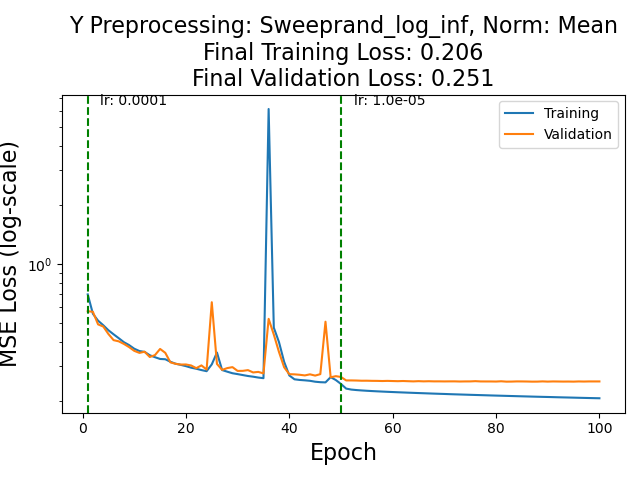 Y Preprocessing: Sweeprand_log_inf, Norm: Mean
Final Training Loss: 0.206
Final Validation Loss: 0.251
lr: 0.0001
lr: 1.0e-05
Training
Validation
MSE Loss (log-scale)
10⁰
0 20 40 60 80 100
Epoch